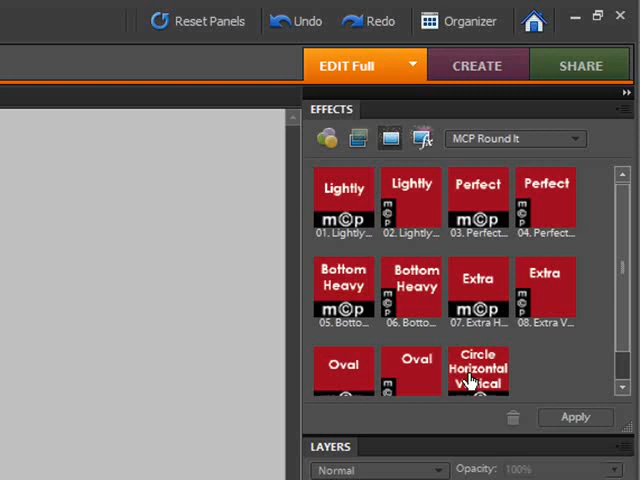 Reset Panels Undo Redo Organizer
EDIT Full CREATE SHARE
EFFECTS
MCP Round It
Lightly Lightly Perfect Perfect
m©p m©p m©p m©p
01. Lightly... 02. Lightly... 03. Perfect... 04. Perfect...
Bottom Heavy Bottom Heavy Extra Extra
m©p m©p m©p m©p
05. Botto... 06. Botto... 07. Extra H... 08. Extra V...
Oval Oval Circle Horizontal Vertical
Apply
LAYERS
Normal Opacity: 100%